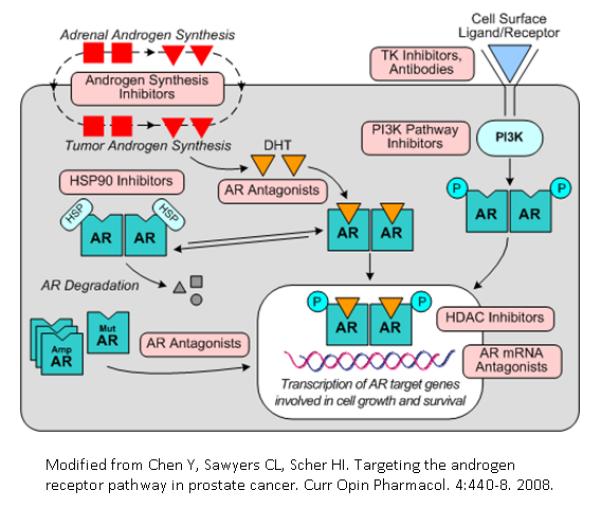 Adrenal Androgen Synthesis
Androgen Synthesis
Inhibitors
Tumor Androgen Synthesis
Cell Surface
Ligand/Receptor
TK Inhibitors,
Antibodies
PI3K Pathway
Inhibitors
PI3K
DHT
AR Antagonists
HSP90 Inhibitors
HSP
HSP
AR
AR
AR
AR
P
P
AR
AR
AR Degradation
Amp
AR
Mut
AR
AR Antagonists
P
P
AR
AR
HDAC Inhibitors
AR mRNA
Antagonists
Transcription of AR target genes
involved in cell growth and survival
Modified from Chen Y, Sawyers CL, Scher HI. Targeting the androgen
receptor pathway in prostate cancer. Curr Opin Pharmacol. 4:440-8. 2008.